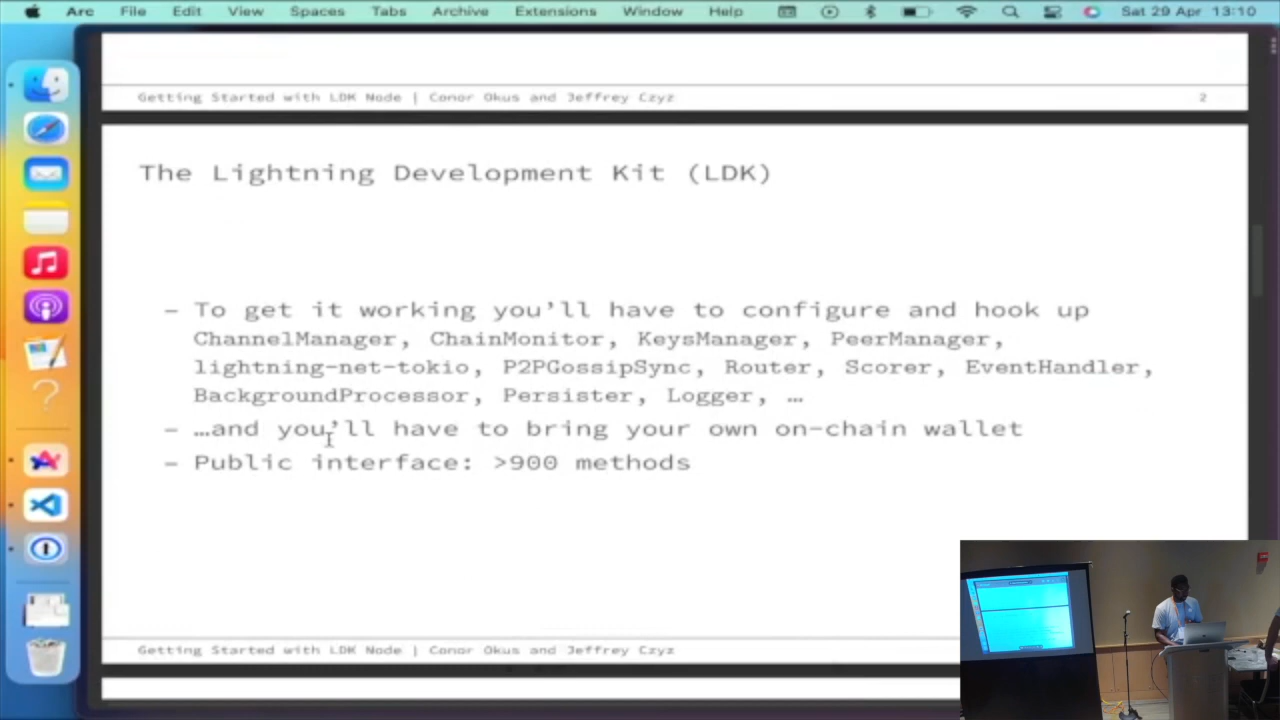 Arc File Edit View Spaces Tabs Archive Extensions Window Help Sat 29 Apr 13:10
Getting Started with LDK Node | Conor Okus and Jeffrey Czyz 2
The Lightning Development Kit (LDK)
– To get it working you’ll have to configure and hook up
ChannelManager, ChainMonitor, KeysManager, PeerManager,
lightning-net-tokio, P2PGossipSync, Router, Scorer, EventHandler,
BackgroundProcessor, Persister, Logger, …
– …and you’ll have to bring your own on-chain wallet
– Public interface: >900 methods
Getting Started with LDK Node | Conor Okus and Jeffrey Czyz